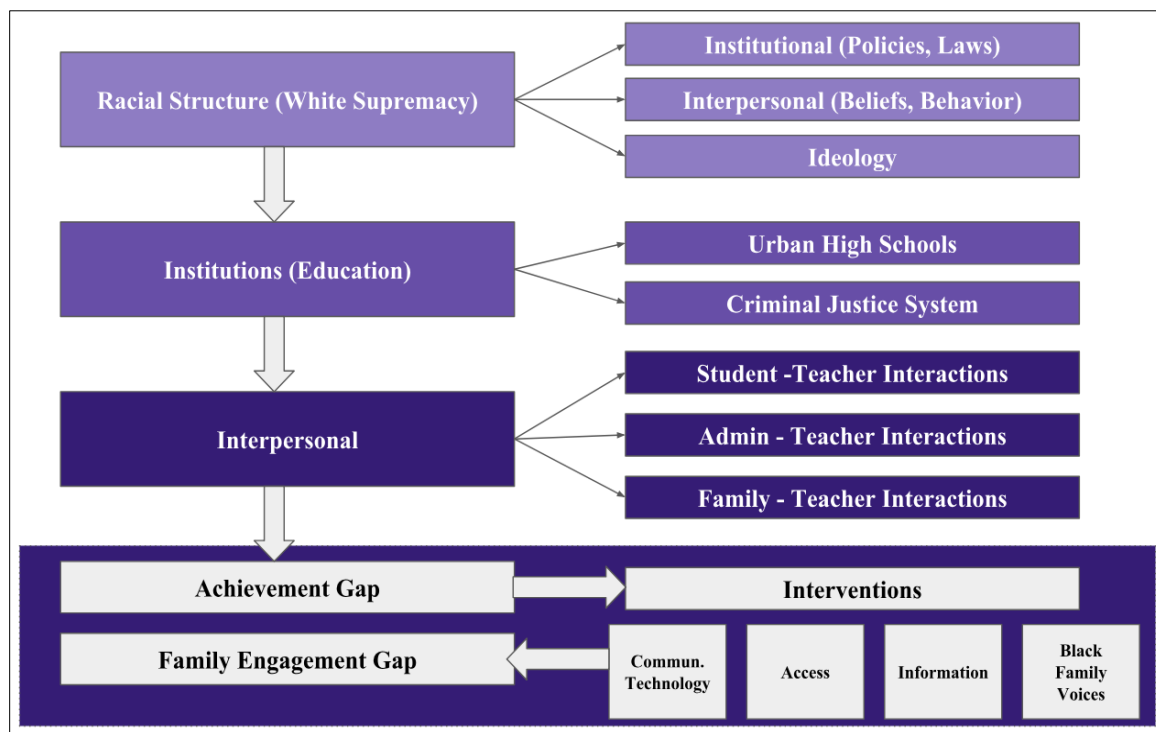 Racial Structure (White Supremacy)
Institutional (Policies, Laws)
Interpersonal (Beliefs, Behavior)
Ideology
Institutions (Education)
Urban High Schools
Criminal Justice System
Interpersonal
Student -Teacher Interactions
Admin - Teacher Interactions
Family - Teacher Interactions
Achievement Gap
Interventions
Family Engagement Gap
Commun.
Technology
Access
Information
Black
Family
Voices